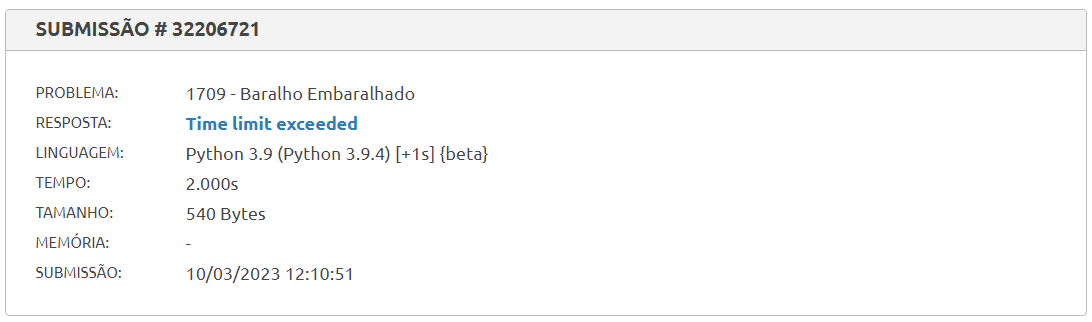 SUBMISSÃO # 32206721
PROBLEMA: 1709 - Baralho Embaralhado
RESPOSTA: Time limit exceeded
LINGUAGEM: Python 3.9 (Python 3.9.4) [+1s] {beta}
TEMPO: 2.000s
TAMANHO: 540 Bytes
MEMÓRIA: -
SUBMISSÃO: 10/03/2023 12:10:51